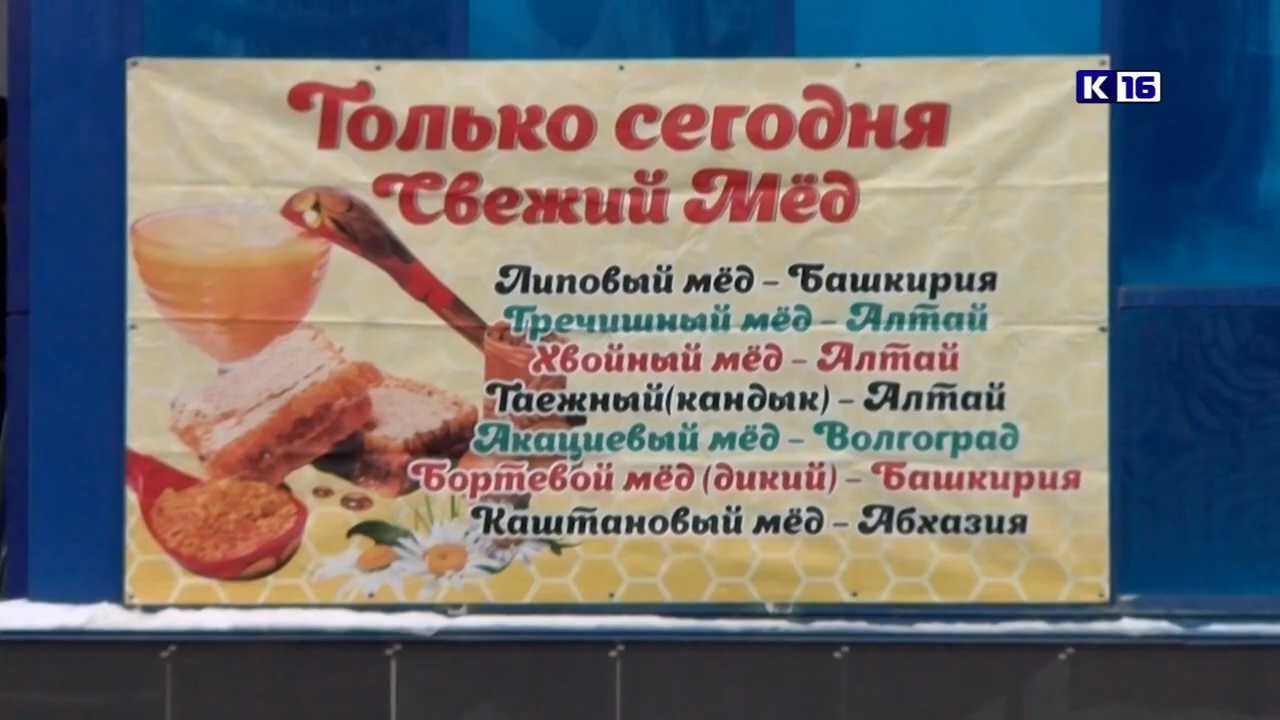 К 16
Только сегодня
Свежий Мёд
Липовый мёд – Башкирия
Гречишный мёд – Алтай
Хвойный мёд – Алтай
Таежный(кандык) – Алтай
Акациевый мёд – Волгоград
Бортевой мёд (дикий) – Башкирия
Каштановый мёд – Абхазия